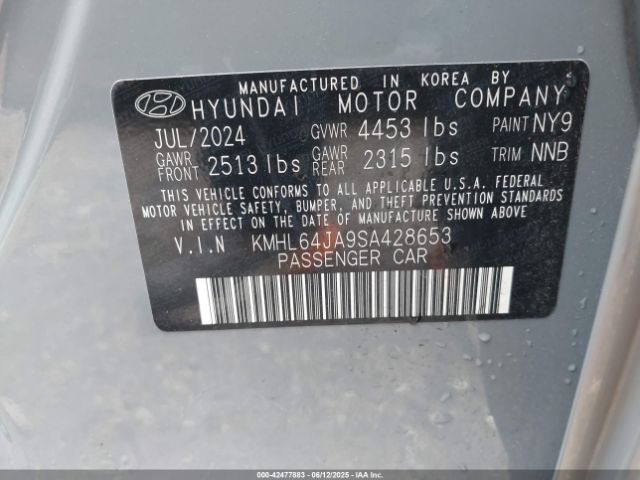 MANUFACTURED IN KOREA BY
HYUNDAI MOTOR COMPANY
JUL/2024 GVWR 4453 lbs PAINT NY9
GAWR FRONT 2513 lbs GAWR REAR 2315 lbs TRIM NNB
THIS VEHICLE CONFORMS TO ALL APPLICABLE U.S.A. FEDERAL
MOTOR VEHICLE SAFETY, BUMPER, AND THEFT PREVENTION STANDARDS
IN EFFECT ON THE DATE OF MANUFACTURE SHOWN ABOVE.
V.I.N KMHL64JA9SA428653
PASSENGER CAR
000-42477883 - 06/12/2025 - IAAI.COM